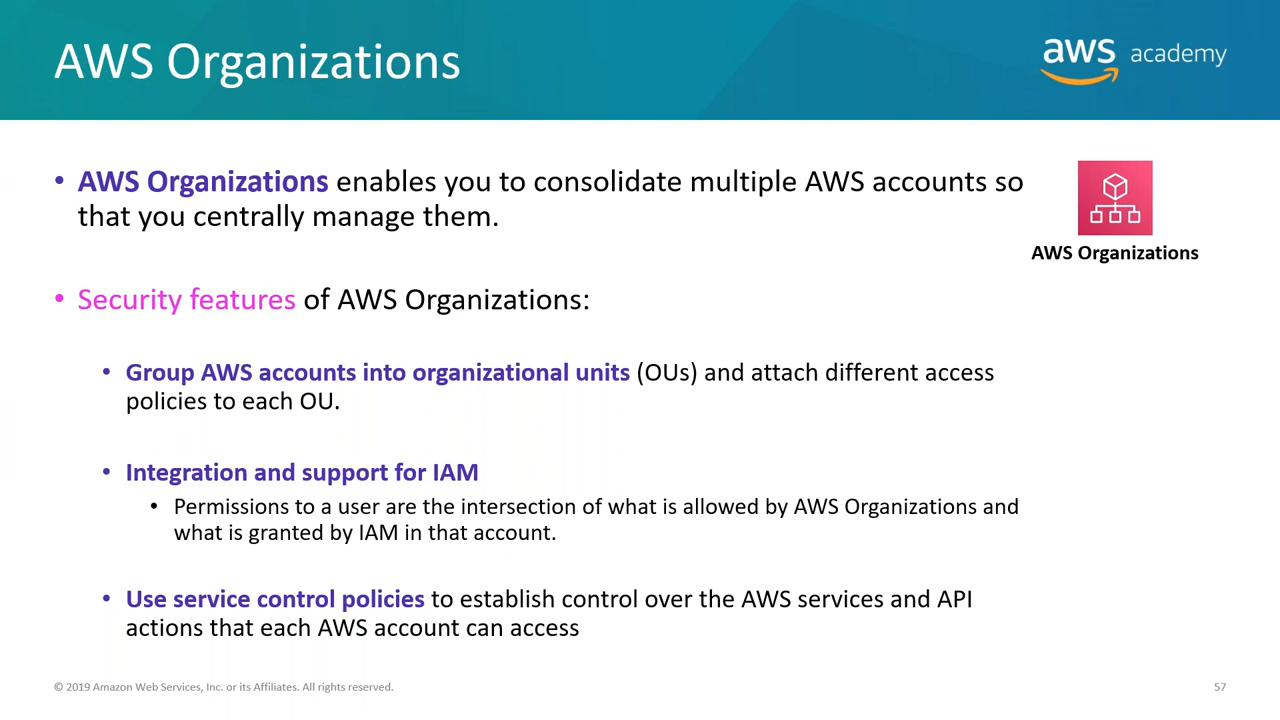 AWS Organizations
aws academy
• AWS Organizations enables you to consolidate multiple AWS accounts so
that you centrally manage them.
AWS Organizations
• Security features of AWS Organizations:
• Group AWS accounts into organizational units (OUs) and attach different access
policies to each OU.
• Integration and support for IAM
• Permissions to a user are the intersection of what is allowed by AWS Organizations and
what is granted by IAM in that account.
• Use service control policies to establish control over the AWS services and API
actions that each AWS account can access
© 2019 Amazon Web Services, Inc. or its Affiliates. All rights reserved.
57